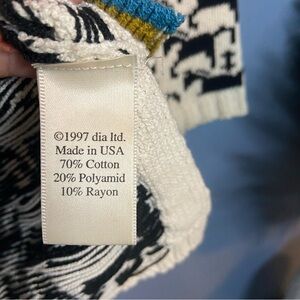 ©1997 dia ltd.
Made in USA
70% Cotton
20% Polyamid
10% Rayon